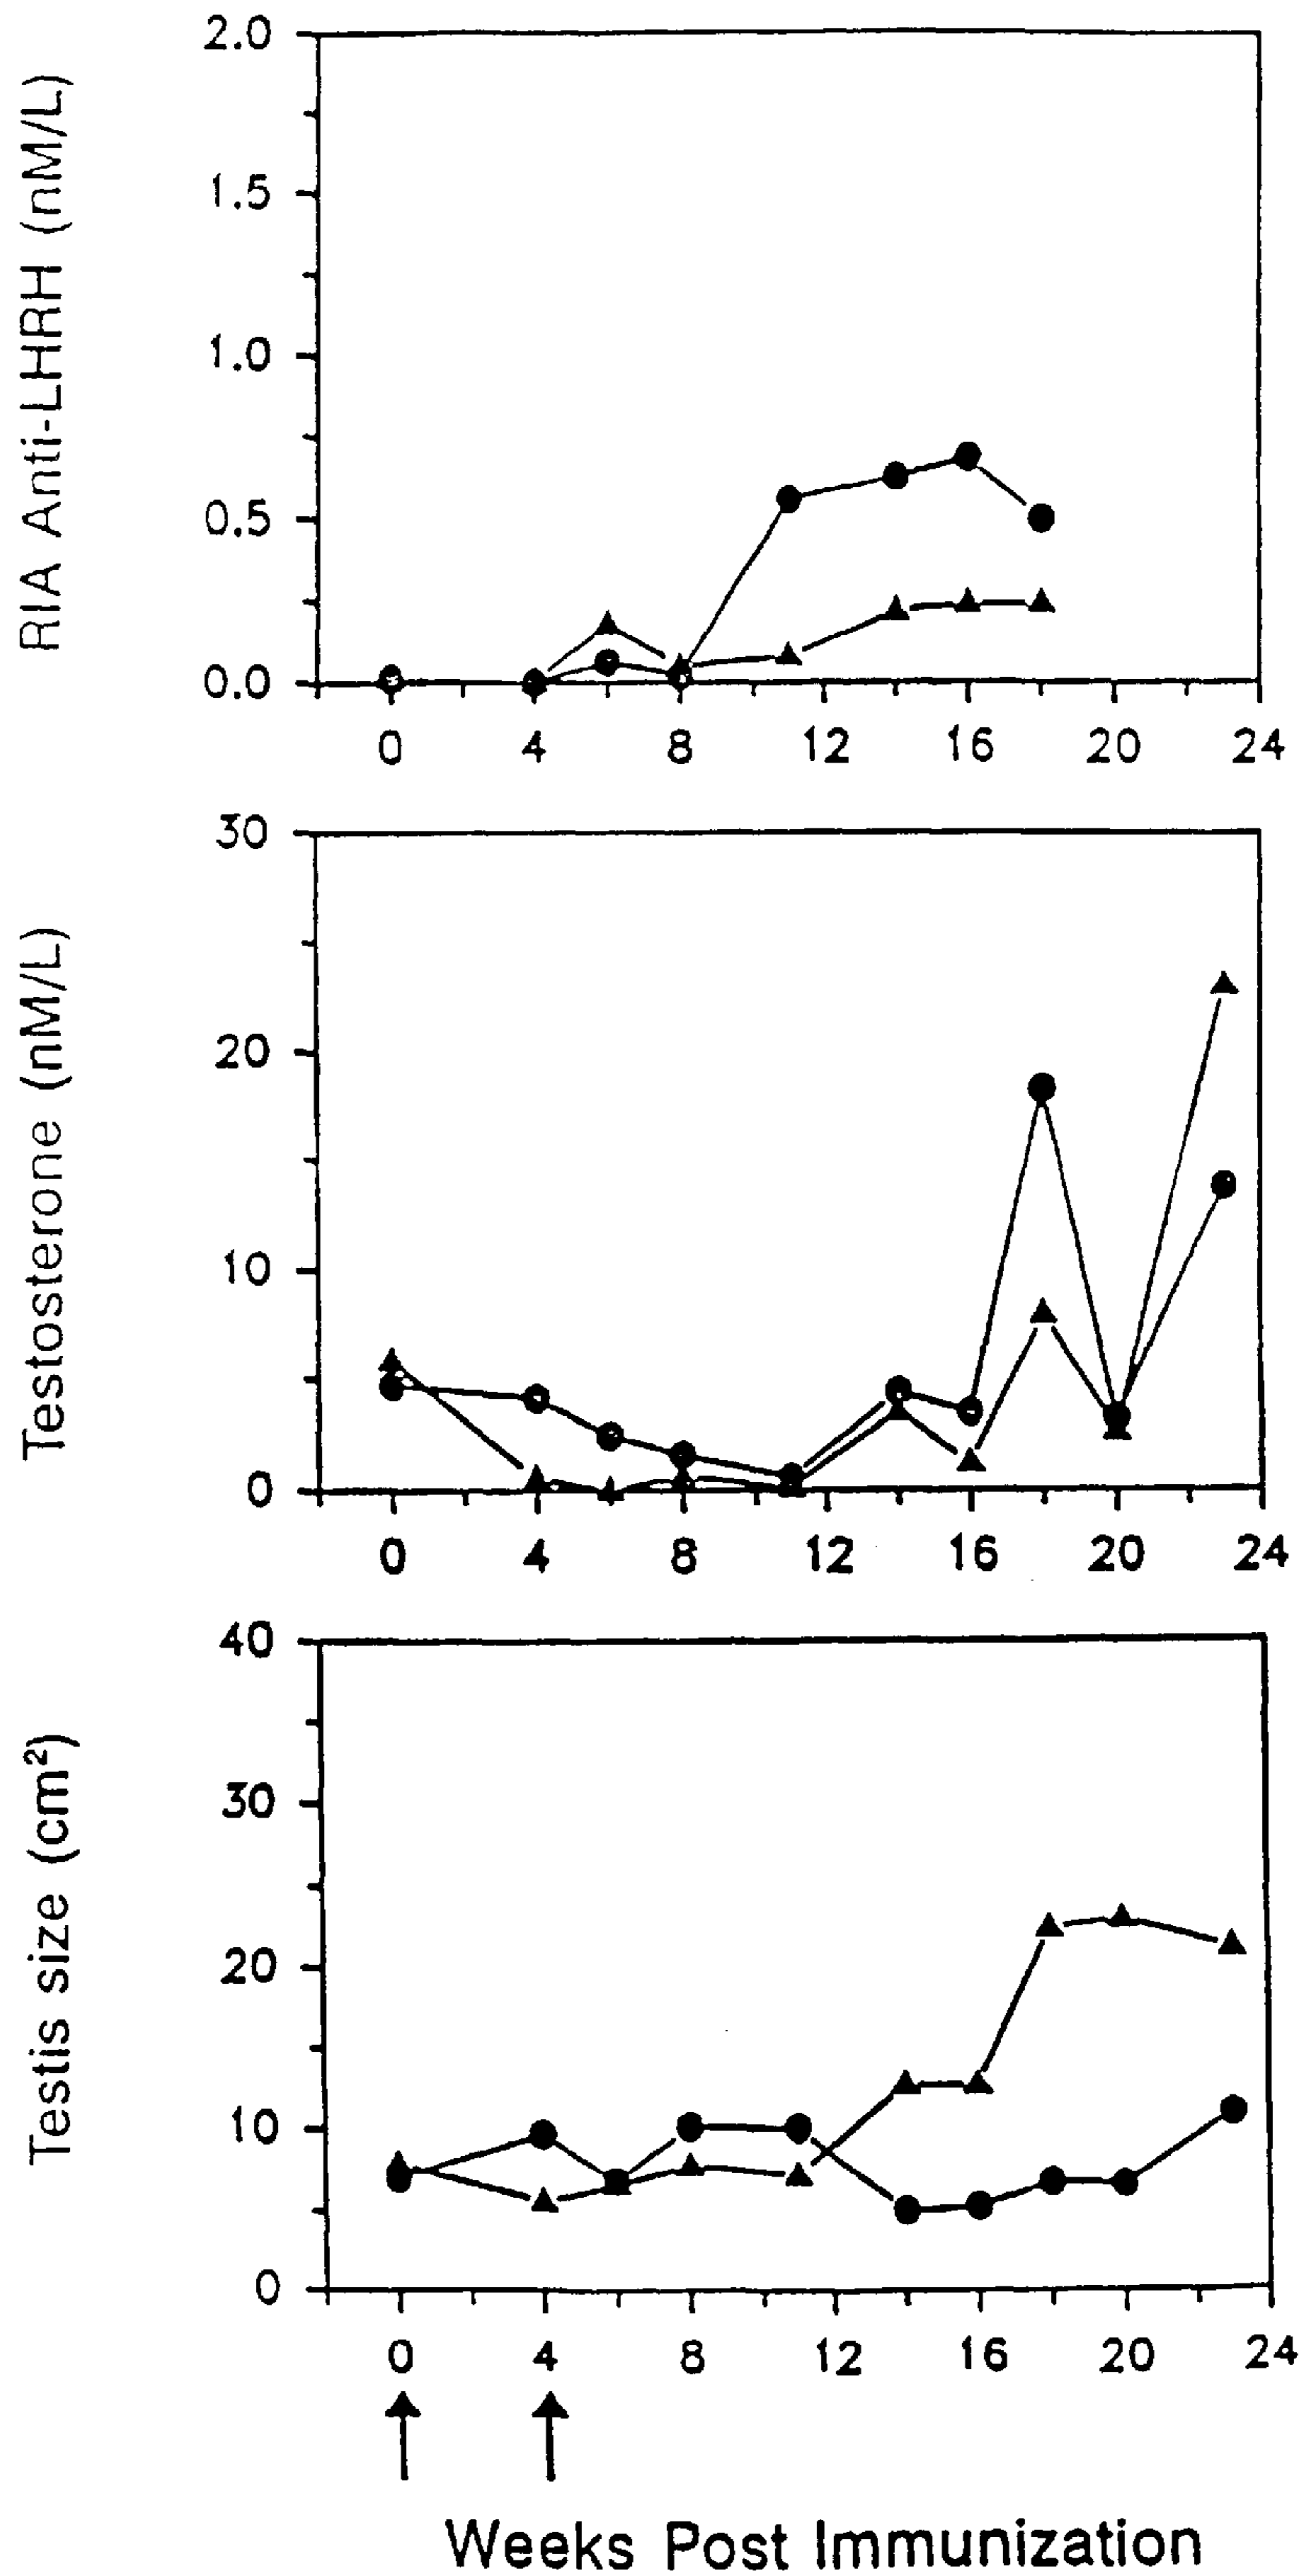 RIA Anti-LHRH (nM/L)
2.0
1.5
1.0
0.5
0.0
0 4 8 12 16 20 24
Testosterone (nM/L)
30
20
10
0
0 4 8 12 16 20 24
Testis size (cm²)
40
30
20
10
0
0 4 8 12 16 20 24
Weeks Post Immunization